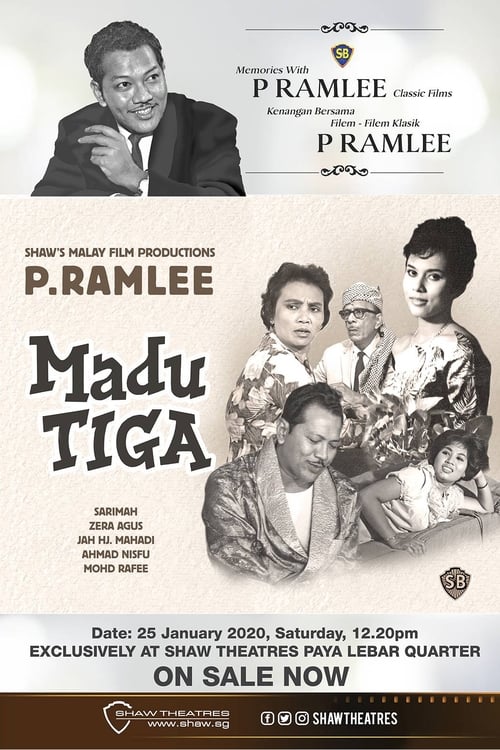 SB
Memories With
P RAMLEE Classic Films
Kenangan Bersama
Filem - Filem Klasik
P RAMLEE
SHAW'S MALAY FILM PRODUCTIONS
P.RAMLEE
Madu
TIGA
SARIMAH
ZERA AGUS
JAH HJ. MAHADI
AHMAD NISFU
MOHD RAFEE
SB
Date: 25 January 2020, Saturday, 12.20pm
EXCLUSIVELY AT SHAW THEATRES PAYA LEBAR QUARTER
ON SALE NOW
SHAW THEATRES
www.shaw.sg
SHAWTHEATRES